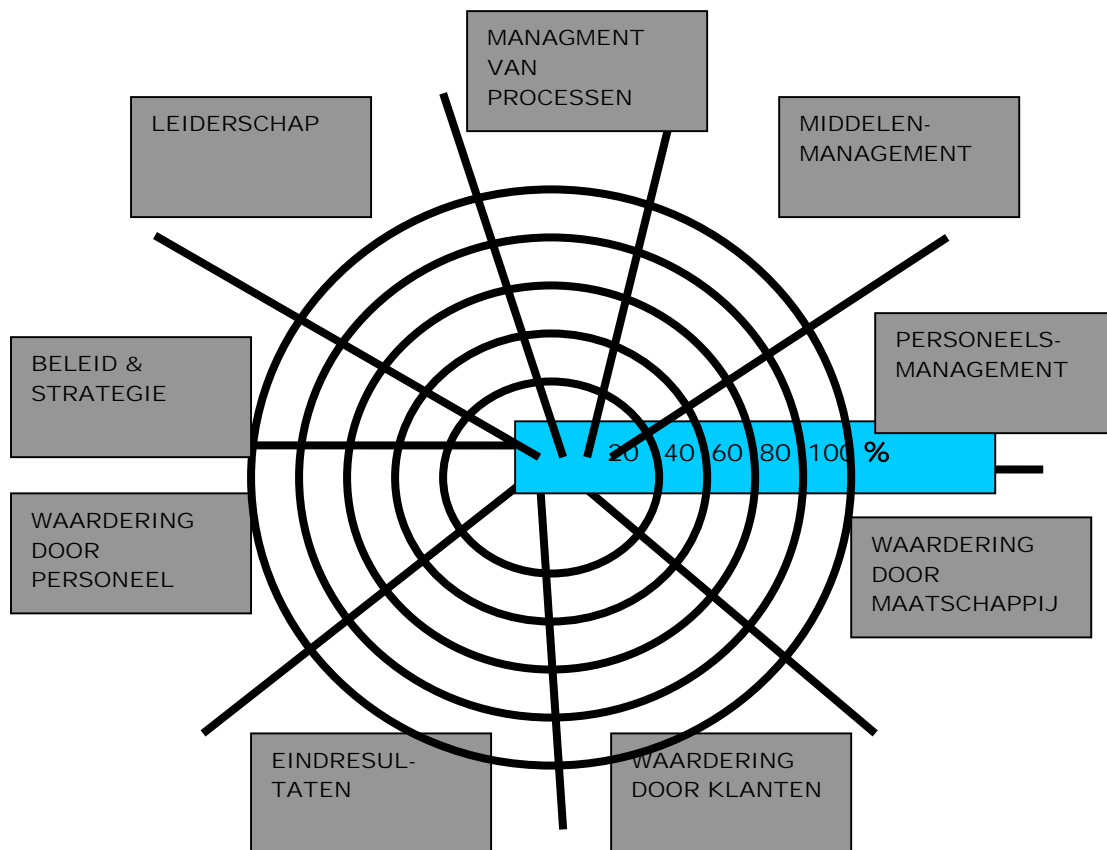 MANAGMENT
VAN
PROCESSEN
LEIDERSCHAP
MIDDELEN-
MANAGEMENT
BELEID &
STRATEGIE
PERSONEELS-
MANAGEMENT
20 40 60 80 100 %
WAARDERING
DOOR
PERSONEEL
WAARDERING
DOOR
MAATSCHAPPIJ
EINDRESUL-
TATEN
WAARDERING
DOOR KLANTEN